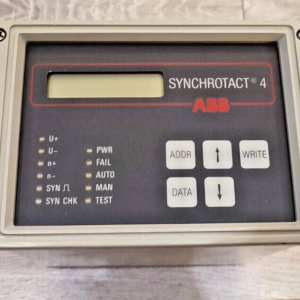 SYNCHROTACT® 4
ABB
U+
U−
n+
n−
SYN ⎍
SYN CHK
PWR
FAIL
AUTO
MAN
TEST
ADDR ↑ WRITE
DATA ↓